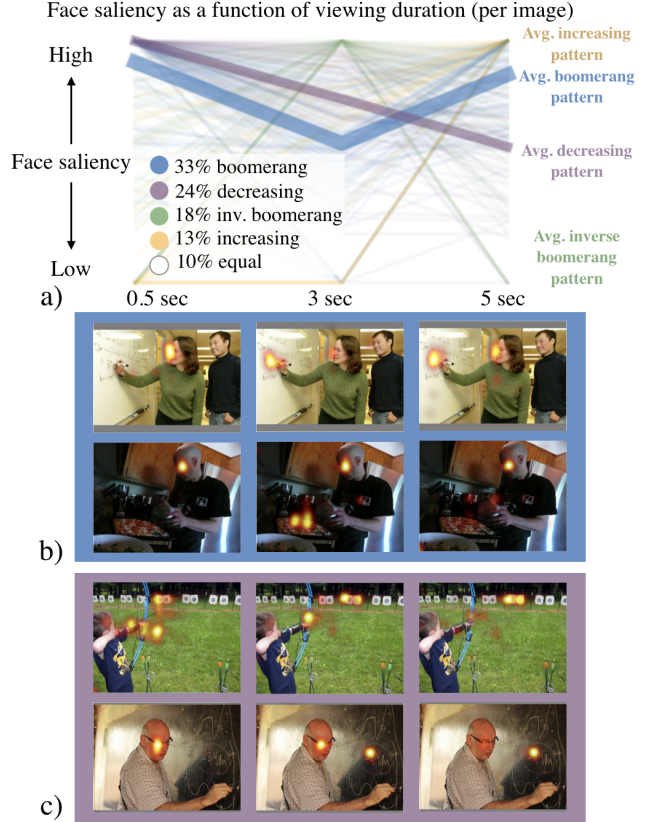 Face saliency as a function of viewing duration (per image)
High
Face saliency
Low
33% boomerang
24% decreasing
18% inv. boomerang
13% increasing
10% equal
Avg. increasing
pattern
Avg. boomerang
pattern
Avg. decreasing
pattern
Avg. inverse
boomerang
pattern
a)
0.5 sec
3 sec
5 sec
b)
c)